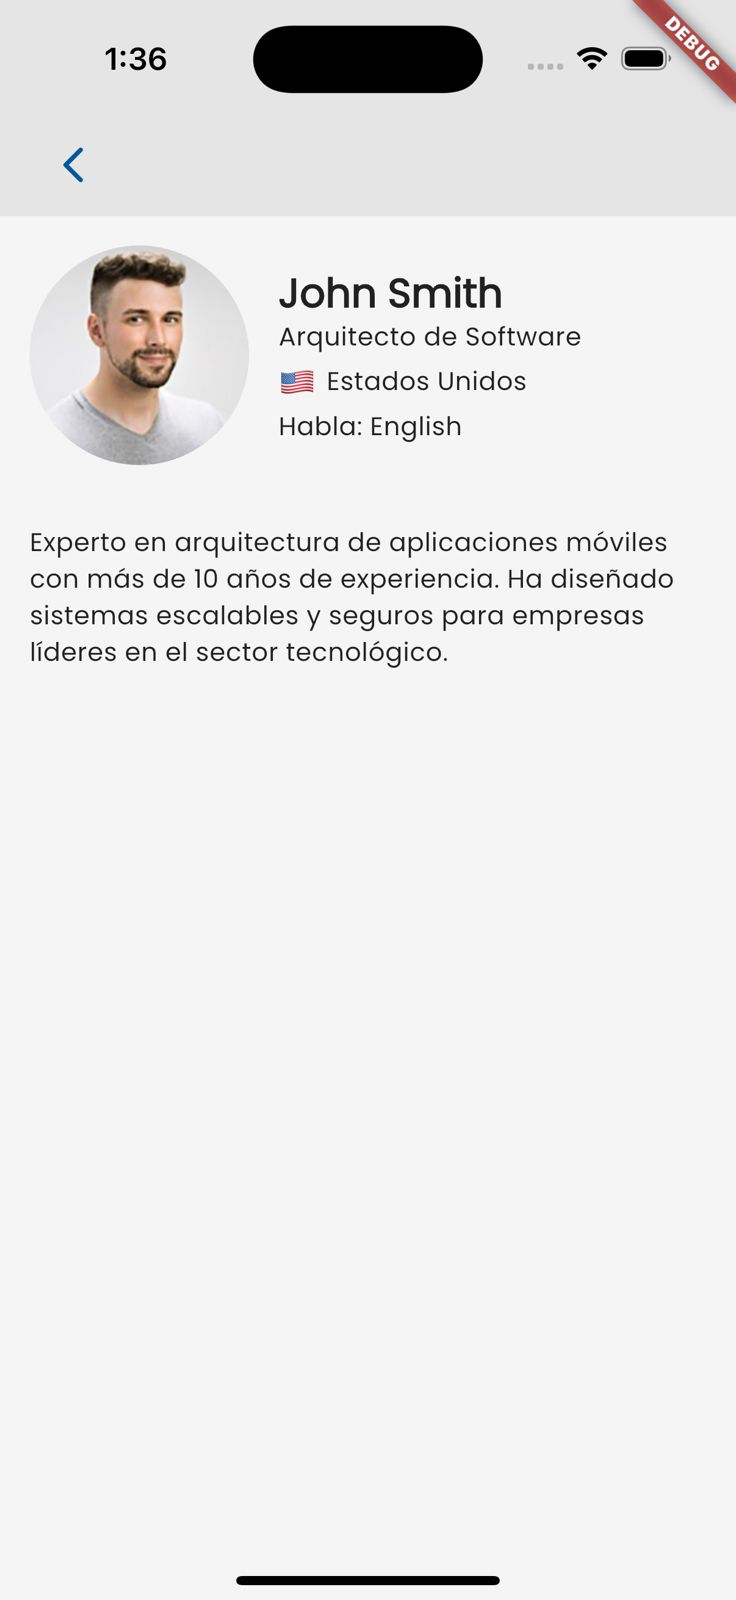 1:36
DEBUG
John Smith
Arquitecto de Software
🇺🇸 Estados Unidos
Habla: English
Experto en arquitectura de aplicaciones móviles
con más de 10 años de experiencia. Ha diseñado
sistemas escalables y seguros para empresas
líderes en el sector tecnológico.